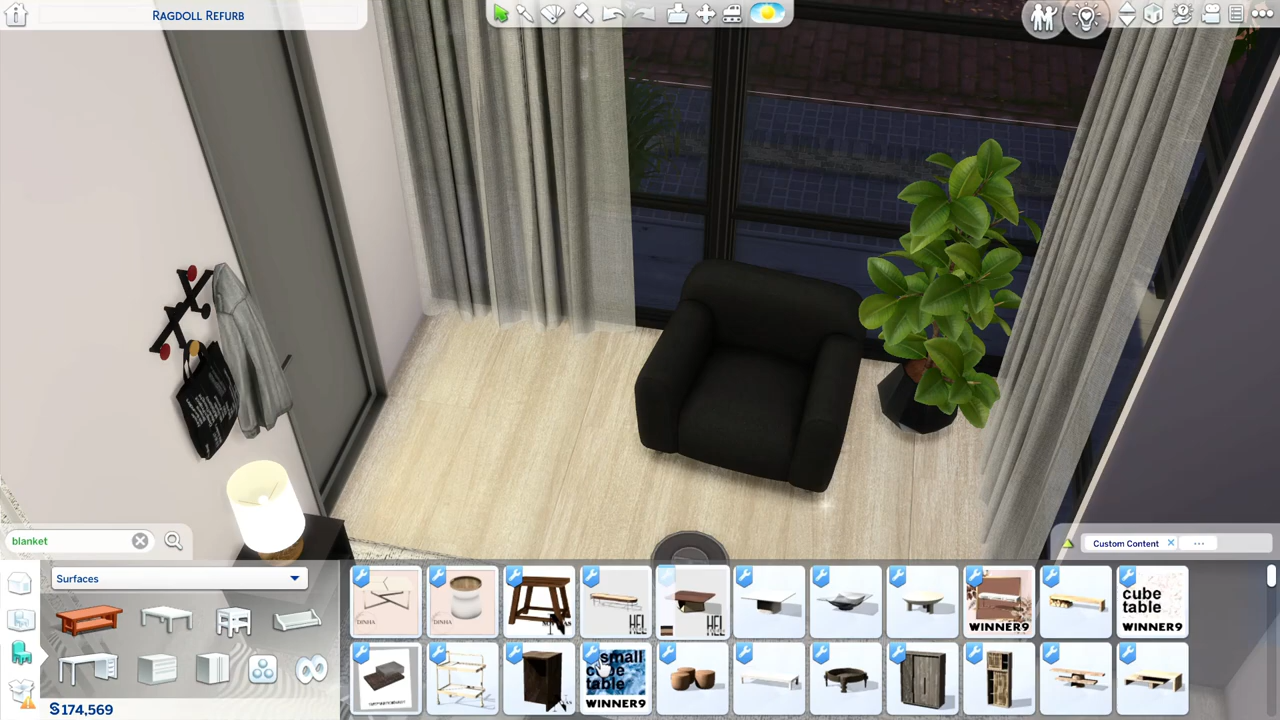 RAGDOLL REFURB
blanket
Custom Content
...
Surfaces
DINHA
DINHA
HEL
HEL
WINNER9
cube
table
WINNER9
small
cube
table
WINNER9
$174,569